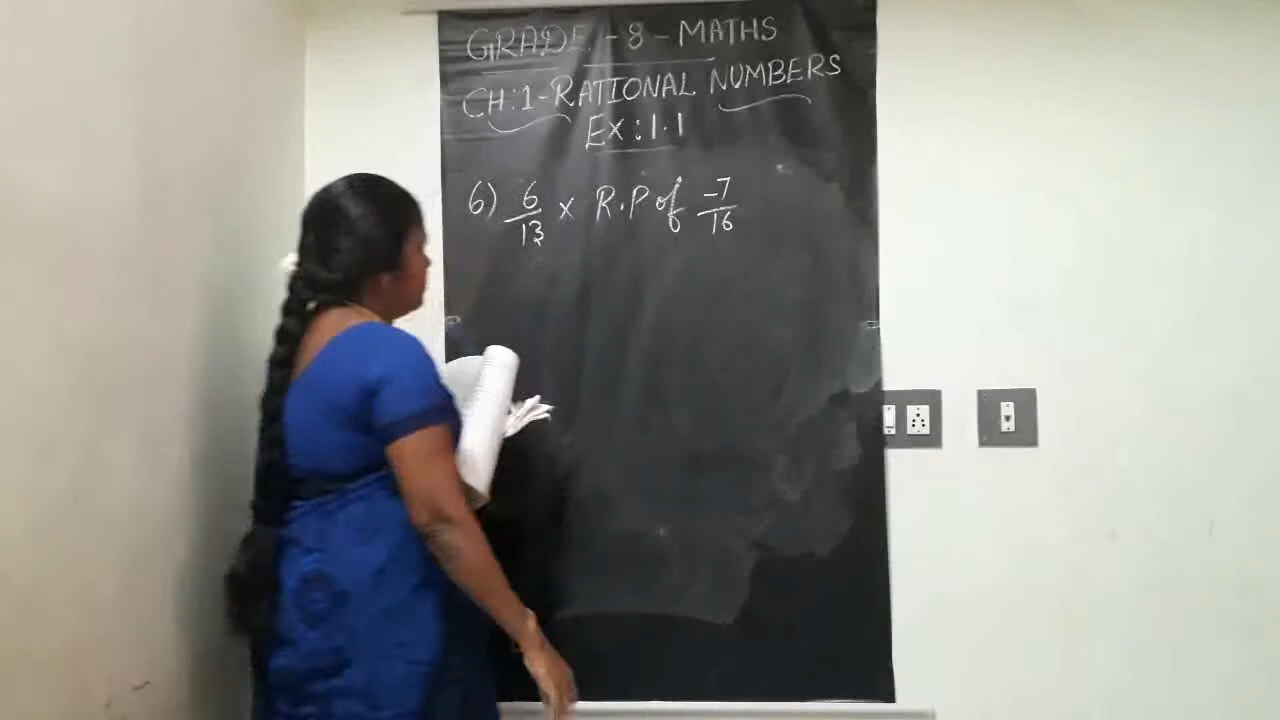 GRADE - 8 - MATHS
CH:1-RATIONAL NUMBERS
Ex:1.1
6) 6/13 x R.P of -7/16